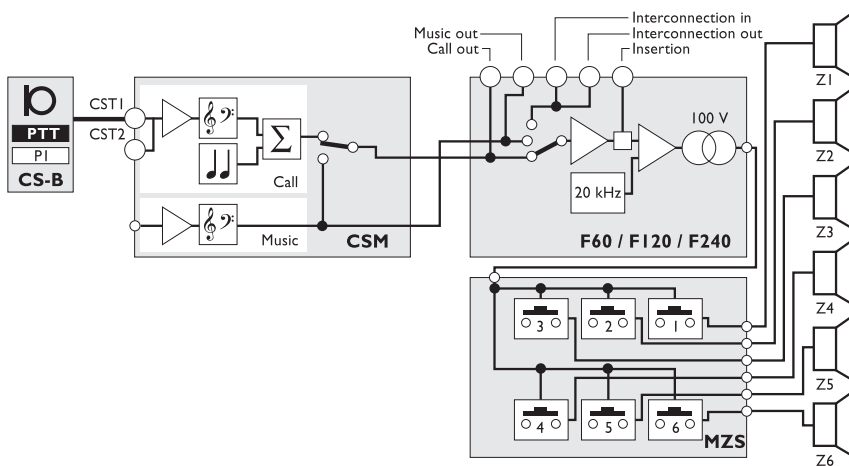 Interconnection in
Music out
Interconnection out
Call out
Insertion
Z1
CST1
100 V
PTT
CST2
Z2
PI
Σ
CS-B
Call
20 kHz
Z3
Music
CSM
F60 / F120 / F240
Z4
3
2
1
Z5
4
5
6
MZS
Z6